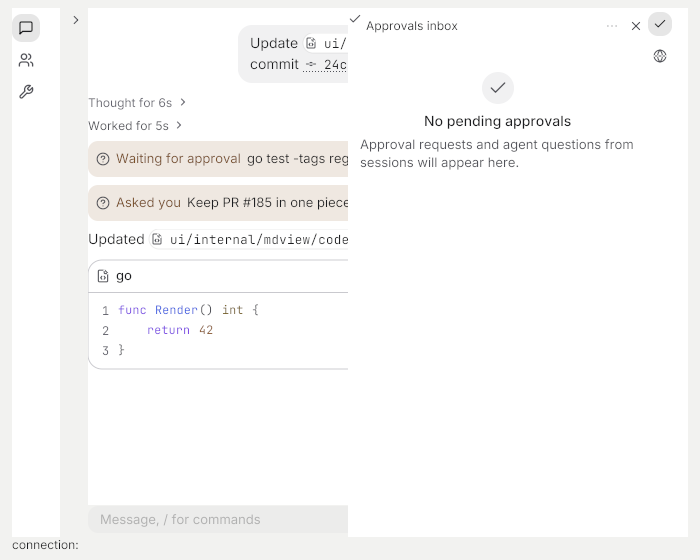 Approvals inbox
Update ui/
commit 24c
Thought for 6s
Worked for 5s
Waiting for approval go test -tags reg
Asked you Keep PR #185 in one piece
Updated ui/internal/mdview/code
go
1 func Render() int {
2 return 42
3 }
Message, / for commands
No pending approvals
Approval requests and agent questions from
sessions will appear here.
connection: